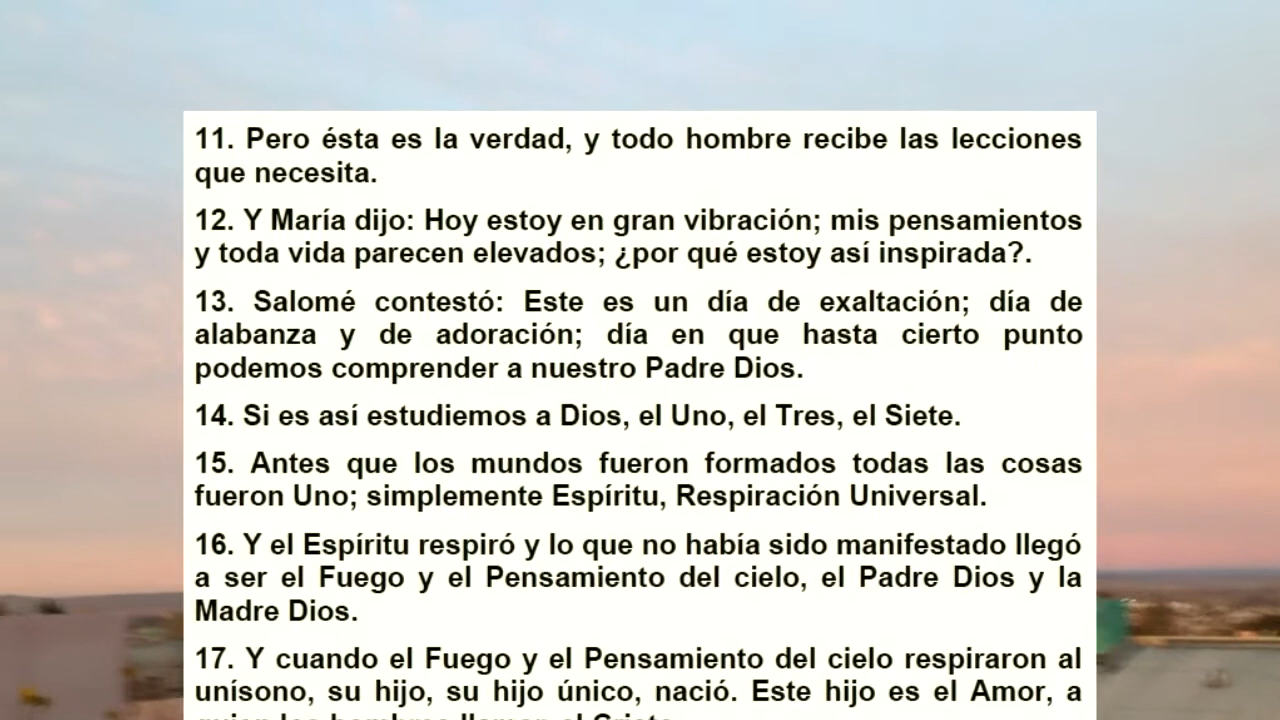 11. Pero ésta es la verdad, y todo hombre recibe las lecciones
que necesita.
12. Y María dijo: Hoy estoy en gran vibración; mis pensamientos
y toda vida parecen elevados; ¿por qué estoy así inspirada?.
13. Salomé contestó: Este es un día de exaltación; día de
alabanza y de adoración; día en que hasta cierto punto
podemos comprender a nuestro Padre Dios.
14. Si es así estudiemos a Dios, el Uno, el Tres, el Siete.
15. Antes que los mundos fueron formados todas las cosas
fueron Uno; simplemente Espíritu, Respiración Universal.
16. Y el Espíritu respiró y lo que no había sido manifestado llegó
a ser el Fuego y el Pensamiento del cielo, el Padre Dios y la
Madre Dios.
17. Y cuando el Fuego y el Pensamiento del cielo respiraron al
unísono, su hijo, su hijo único, nació. Este hijo es el Amor, a